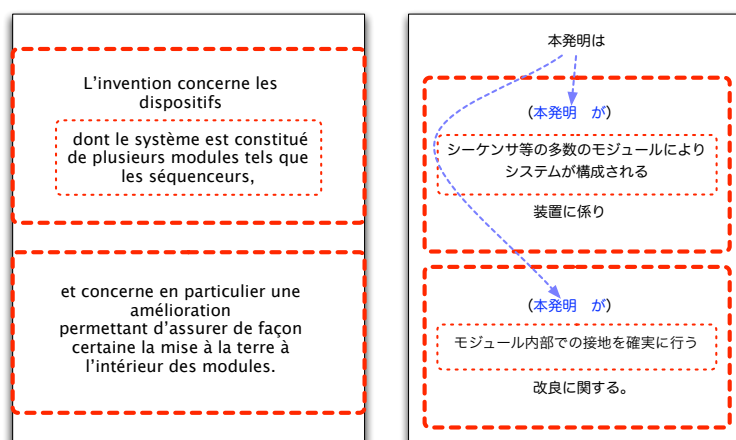 L'invention concerne les
dispositifs
dont le système est constitué
de plusieurs modules tels que
les séquenceurs,
et concerne en particulier une
amélioration
permettant d'assurer de façon
certaine la mise à la terre à
l'intérieur des modules.
本発明は
(本発明 が)
シーケンサ等の多数のモジュールにより
システムが構成される
装置に係り
(本発明 が)
モジュール内部での接地を確実に行う
改良に関する。